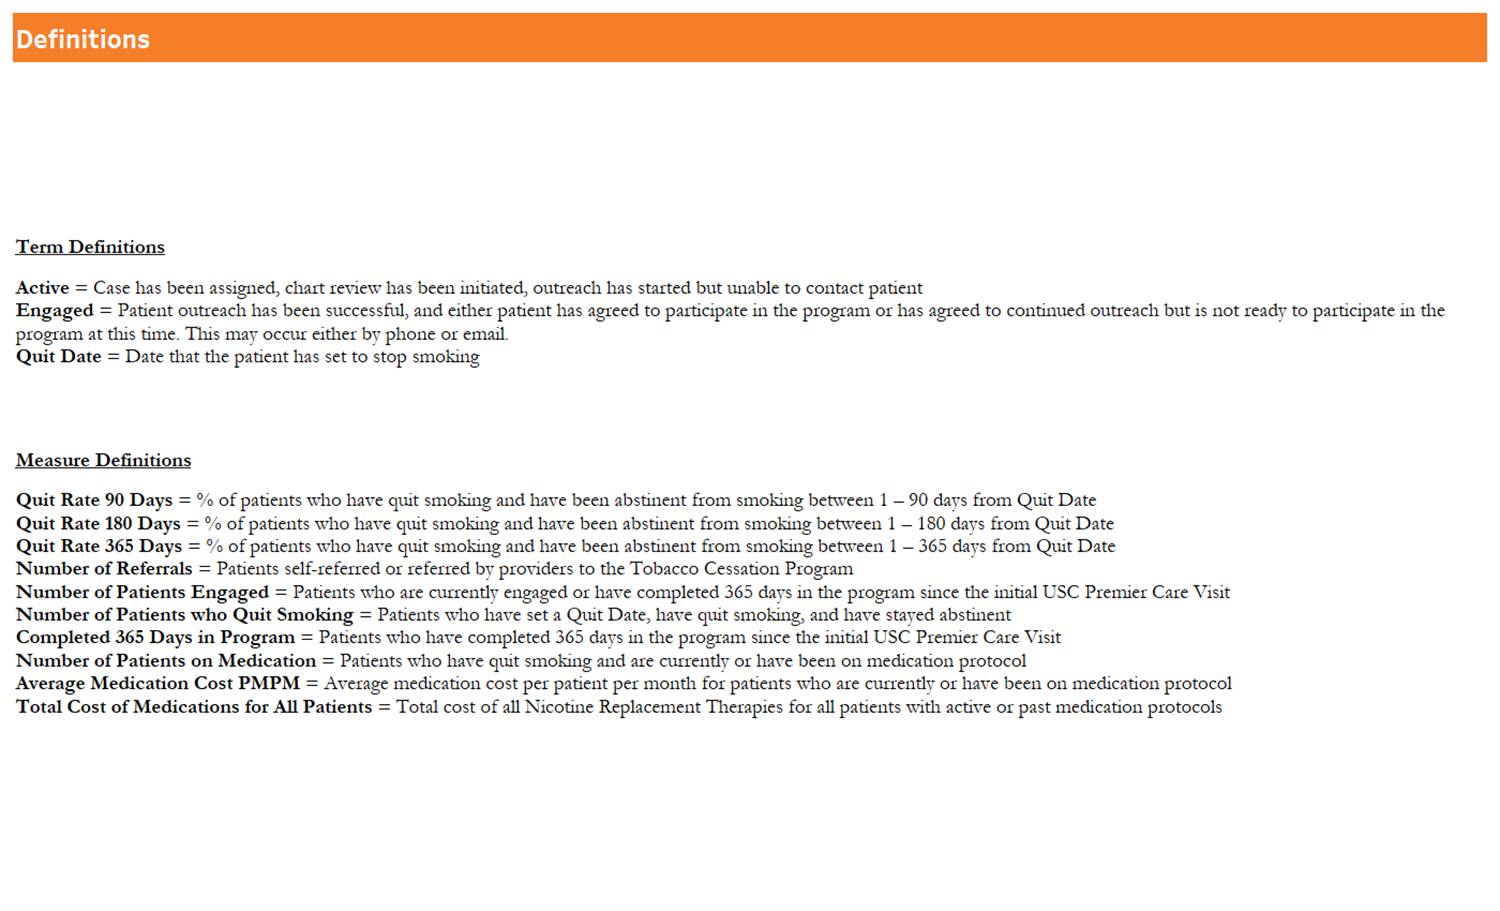 Definitions
Term Definitions
Active = Case has been assigned, chart review has been initiated, outreach has started but unable to contact patient
Engaged = Patient outreach has been successful, and either patient has agreed to participate in the program or has agreed to continued outreach but is not ready to participate in the
program at this time. This may occur either by phone or email.
Quit Date = Date that the patient has set to stop smoking
Measure Definitions
Quit Rate 90 Days = % of patients who have quit smoking and have been abstinent from smoking between 1 – 90 days from Quit Date
Quit Rate 180 Days = % of patients who have quit smoking and have been abstinent from smoking between 1 – 180 days from Quit Date
Quit Rate 365 Days = % of patients who have quit smoking and have been abstinent from smoking between 1 – 365 days from Quit Date
Number of Referrals = Patients self-referred or referred by providers to the Tobacco Cessation Program
Number of Patients Engaged = Patients who are currently engaged or have completed 365 days in the program since the initial USC Premier Care Visit
Number of Patients who Quit Smoking = Patients who have set a Quit Date, have quit smoking, and have stayed abstinent
Completed 365 Days in Program = Patients who have completed 365 days in the program since the initial USC Premier Care Visit
Number of Patients on Medication = Patients who have quit smoking and are currently or have been on medication protocol
Average Medication Cost PMPM = Average medication cost per patient per month for patients who are currently or have been on medication protocol
Total Cost of Medications for All Patients = Total cost of all Nicotine Replacement Therapies for all patients with active or past medication protocols